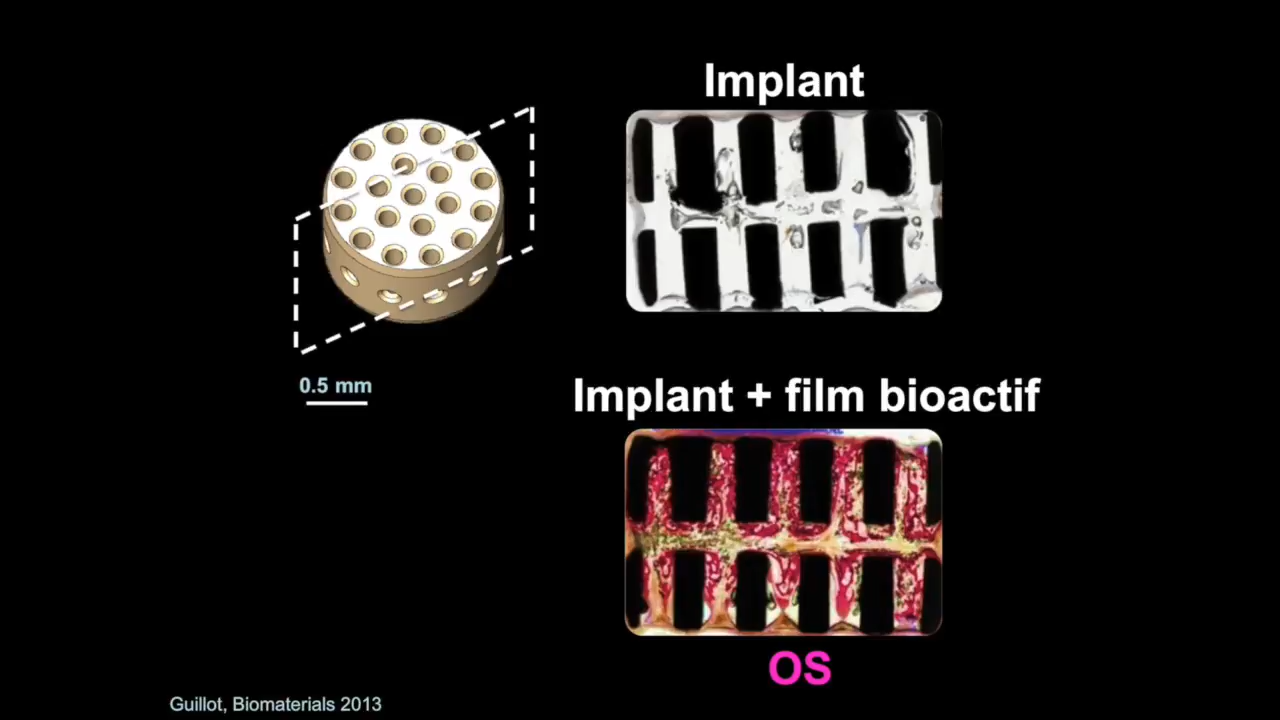 Implant
0.5 mm
Implant + film bioactif
OS
Guillot, Biomaterials 2013